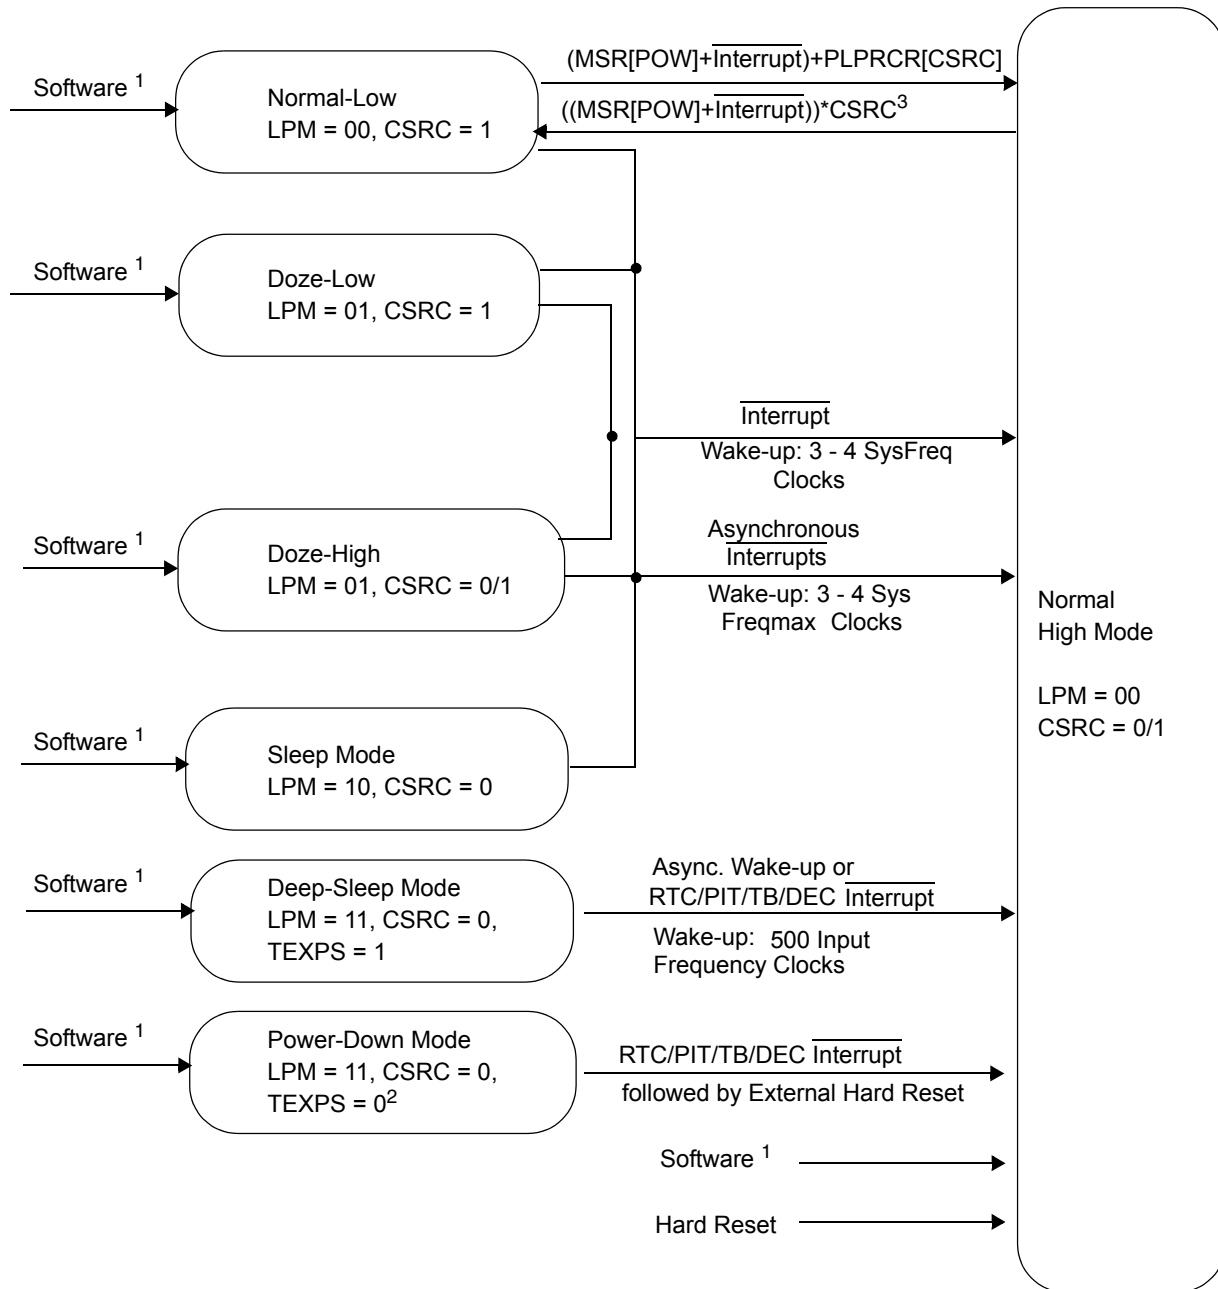 (MSR[POW]+Interrupt)+PLPRCR[CSRC]
Software 1
Normal-Low
LPM = 00, CSRC = 1
((MSR[POW]+Interrupt))*CSRC3
Software 1
Doze-Low
LPM = 01, CSRC = 1
Interrupt
Wake-up: 3 - 4 SysFreq
Clocks
Software 1
Doze-High
LPM = 01, CSRC = 0/1
Asynchronous
Interrupts
Wake-up: 3 - 4 Sys
Freqmax Clocks
Normal
High Mode
LPM = 00
CSRC = 0/1
Software 1
Sleep Mode
LPM = 10, CSRC = 0
Software 1
Deep-Sleep Mode
LPM = 11, CSRC = 0,
TEXPS = 1
Async. Wake-up or
RTC/PIT/TB/DEC Interrupt
Wake-up: 500 Input
Frequency Clocks
Software 1
Power-Down Mode
LPM = 11, CSRC = 0,
TEXPS = 02
RTC/PIT/TB/DEC Interrupt
followed by External Hard Reset
Software 1
Hard Reset